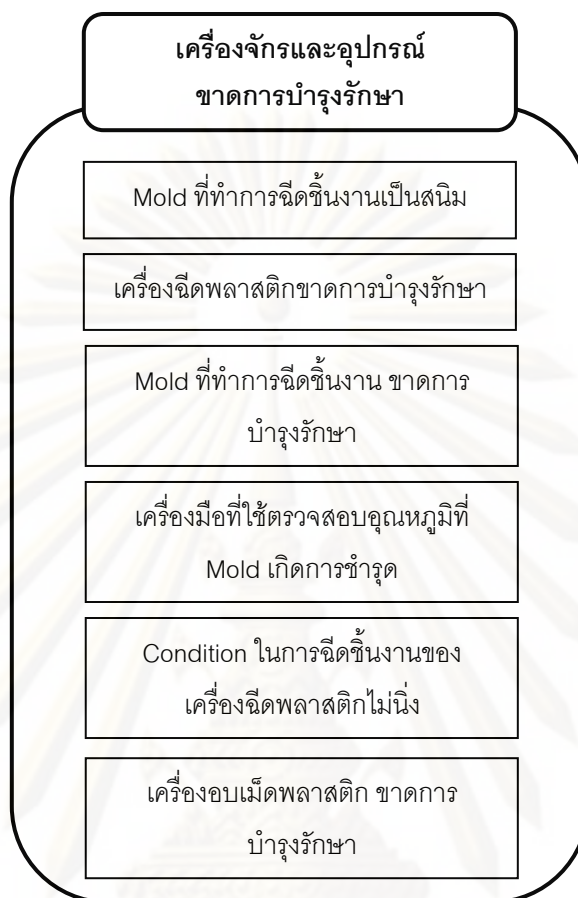 เครื่องจักรและอุปกรณ์
ขาดการบำรุงรักษา
Mold ที่ทำการฉีดชิ้นงานเป็นสนิม
เครื่องฉีดพลาสติกขาดการบำรุงรักษา
Mold ที่ทำการฉีดชิ้นงาน ขาดการ
บำรุงรักษา
เครื่องมือที่ใช้ตรวจสอบอุณหภูมิที่
Mold เกิดการชำรุด
Condition ในการฉีดชิ้นงานของ
เครื่องฉีดพลาสติกไม่นิ่ง
เครื่องอบเม็ดพลาสติก ขาดการ
บำรุงรักษา